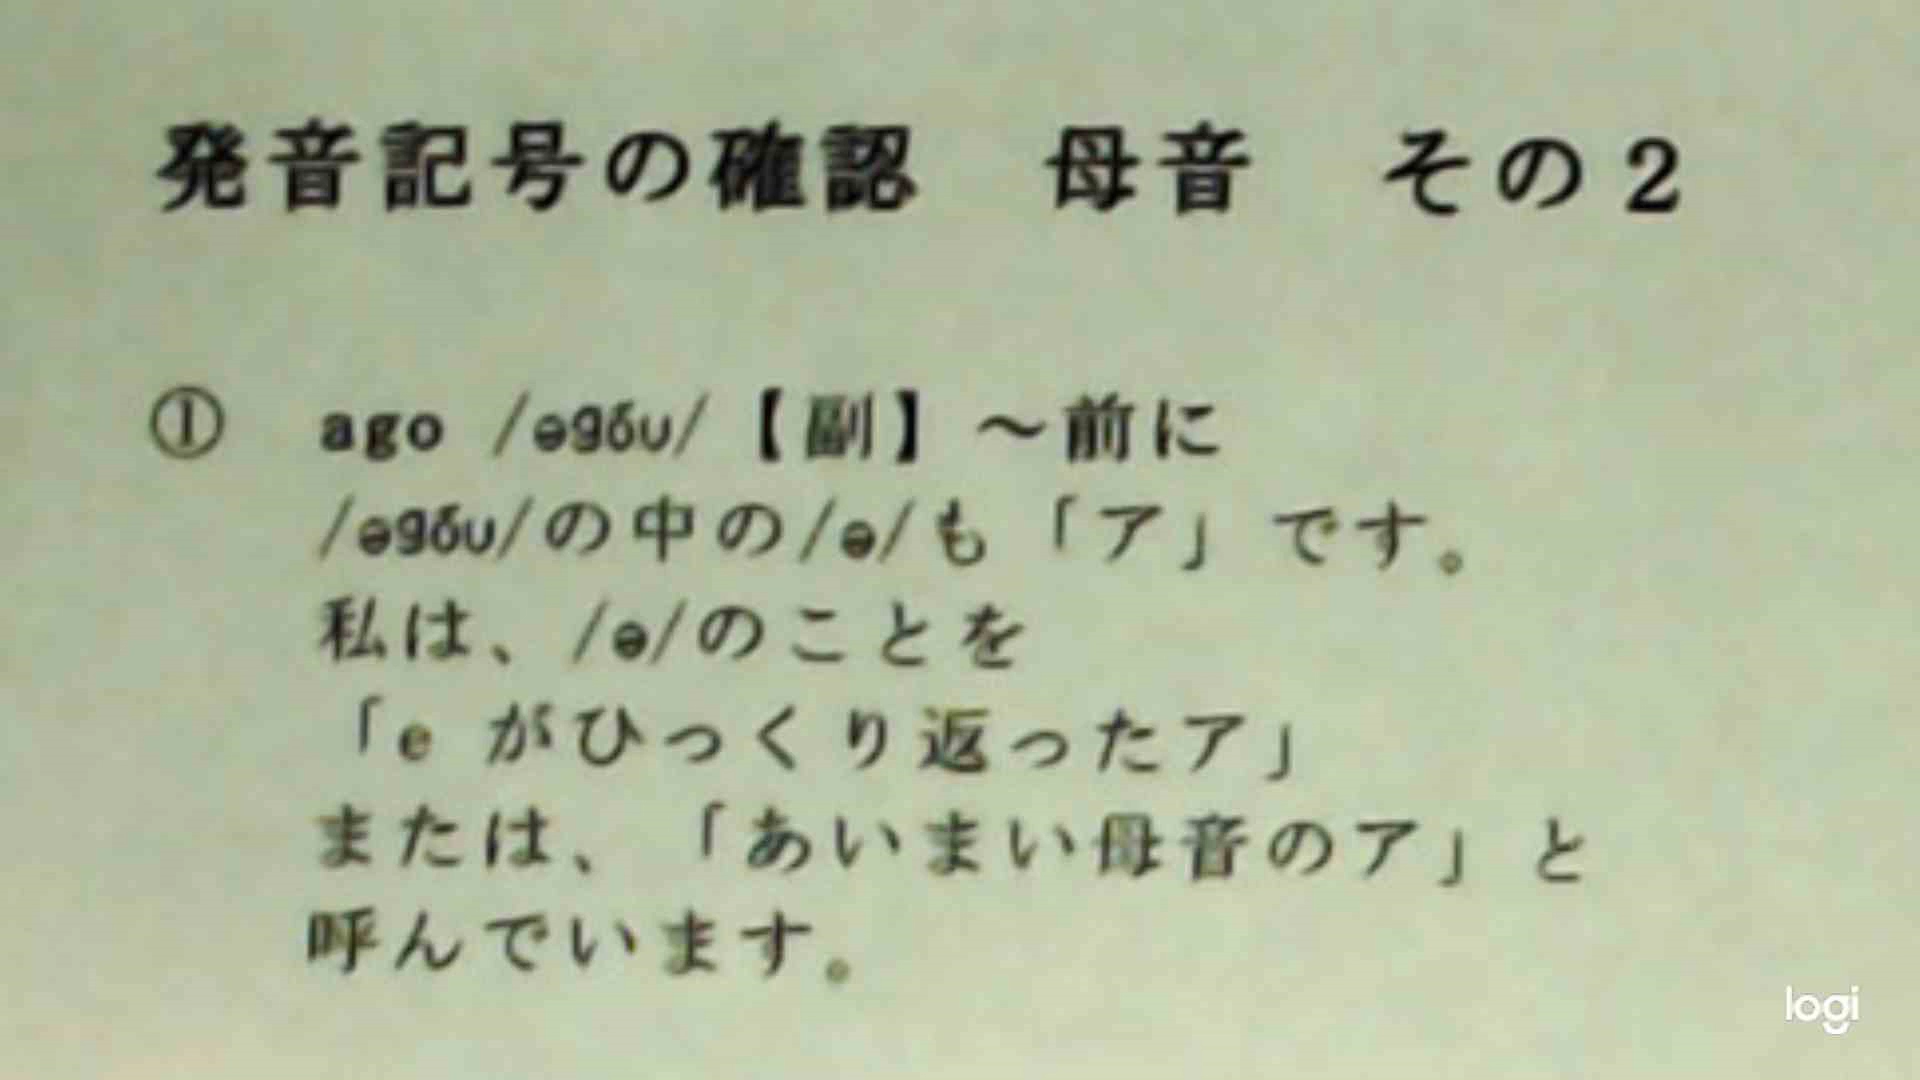 発音記号の確認 母音 その2
① ago /əgóu/【副】～前に
/əgóu/の中の/ə/も「ア」です。
私は、/ə/のことを
「e がひっくり返ったア」
または、「あいまい母音のア」と
呼んでいます。
logi